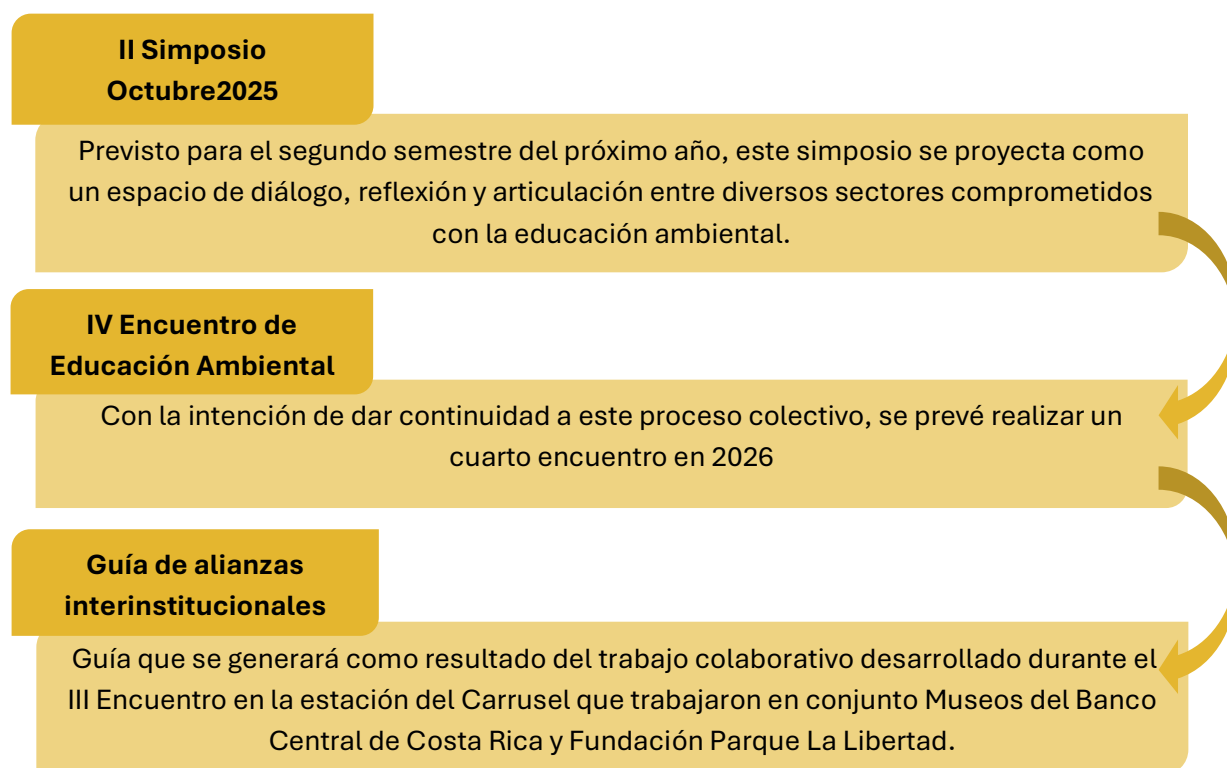 II Simposio
Octubre2025
Previsto para el segundo semestre del próximo año, este simposio se proyecta como
un espacio de diálogo, reflexión y articulación entre diversos sectores comprometidos
con la educación ambiental.
IV Encuentro de
Educación Ambiental
Con la intención de dar continuidad a este proceso colectivo, se prevé realizar un
cuarto encuentro en 2026
Guía de alianzas
interinstitucionales
Guía que se generará como resultado del trabajo colaborativo desarrollado durante el
III Encuentro en la estación del Carrusel que trabajaron en conjunto Museos del Banco
Central de Costa Rica y Fundación Parque La Libertad.